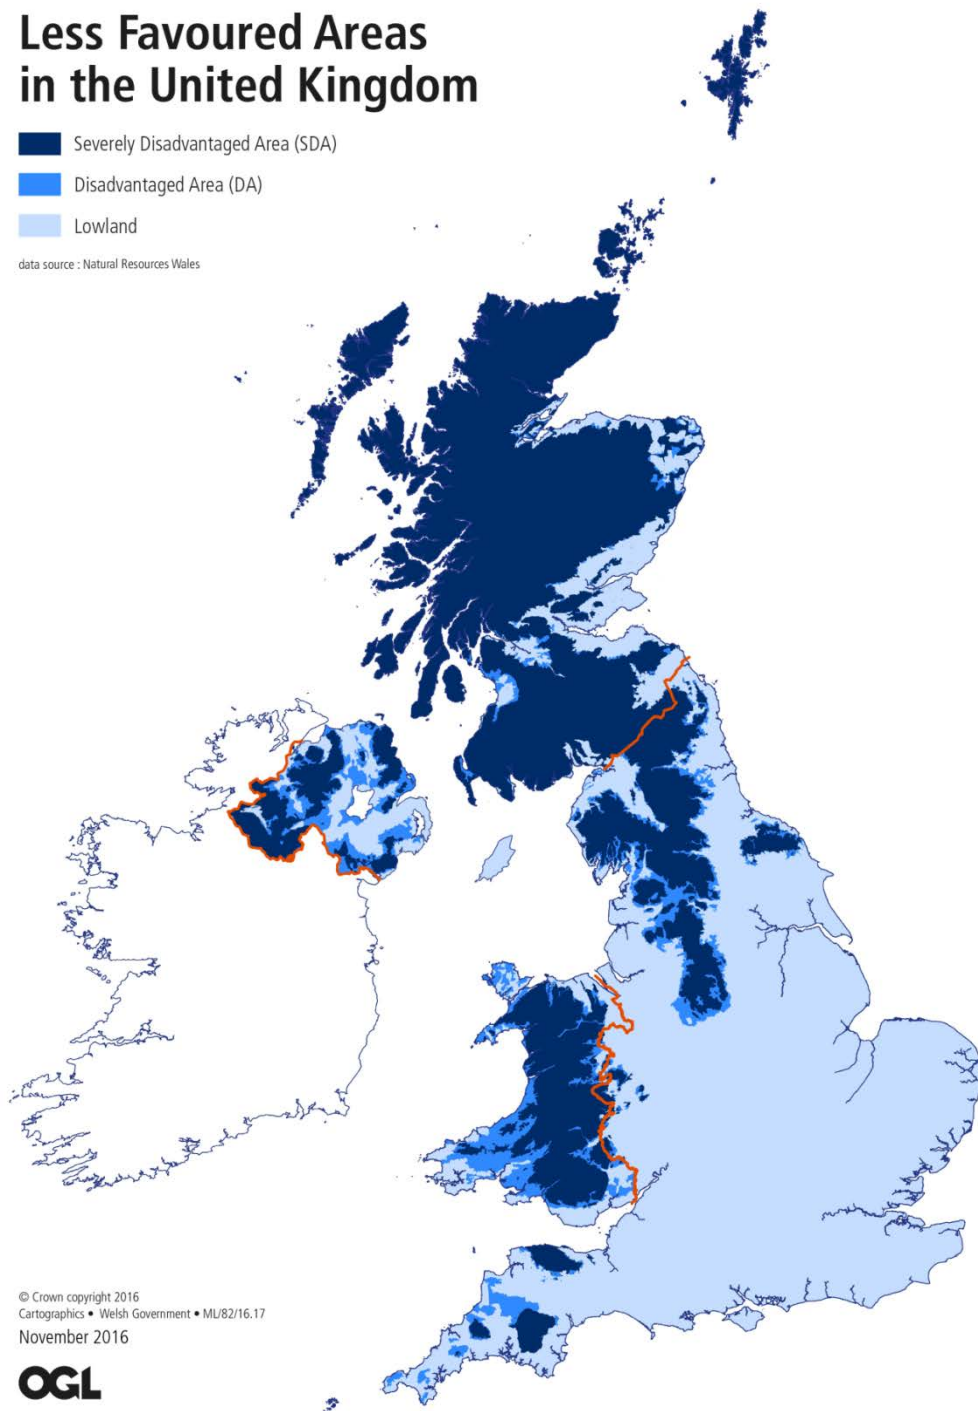 Less Favoured Areas
in the United Kingdom
Severely Disadvantaged Area (SDA)
Disadvantaged Area (DA)
Lowland
data source : Natural Resources Wales
© Crown copyright 2016
Cartographics • Welsh Government • ML/82/16.17
November 2016
OGL